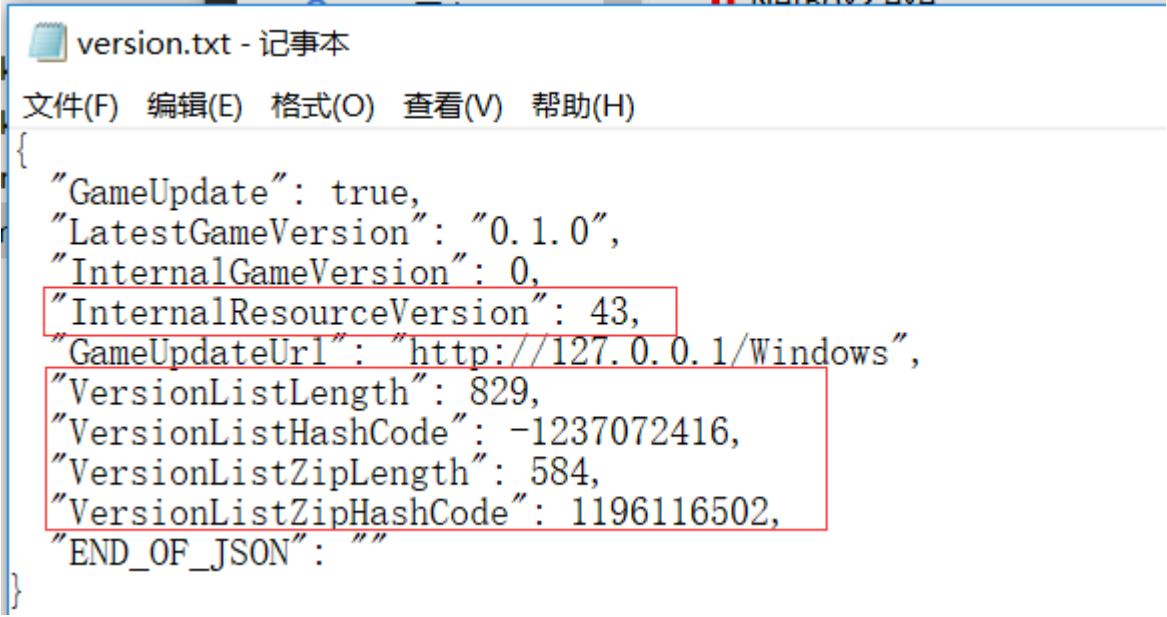 version.txt - 记事本
文件(F) 编辑(E) 格式(O) 查看(V) 帮助(H)
{
"GameUpdate": true,
"LatestGameVersion": "0.1.0",
"InternalGameVersion": 0,
"InternalResourceVersion": 43,
"GameUpdateUrl": "http://127.0.0.1/Windows",
"VersionListLength": 829,
"VersionListHashCode": -1237072416,
"VersionListZipLength": 584,
"VersionListZipHashCode": 1196116502,
"END_OF_JSON": ""
}